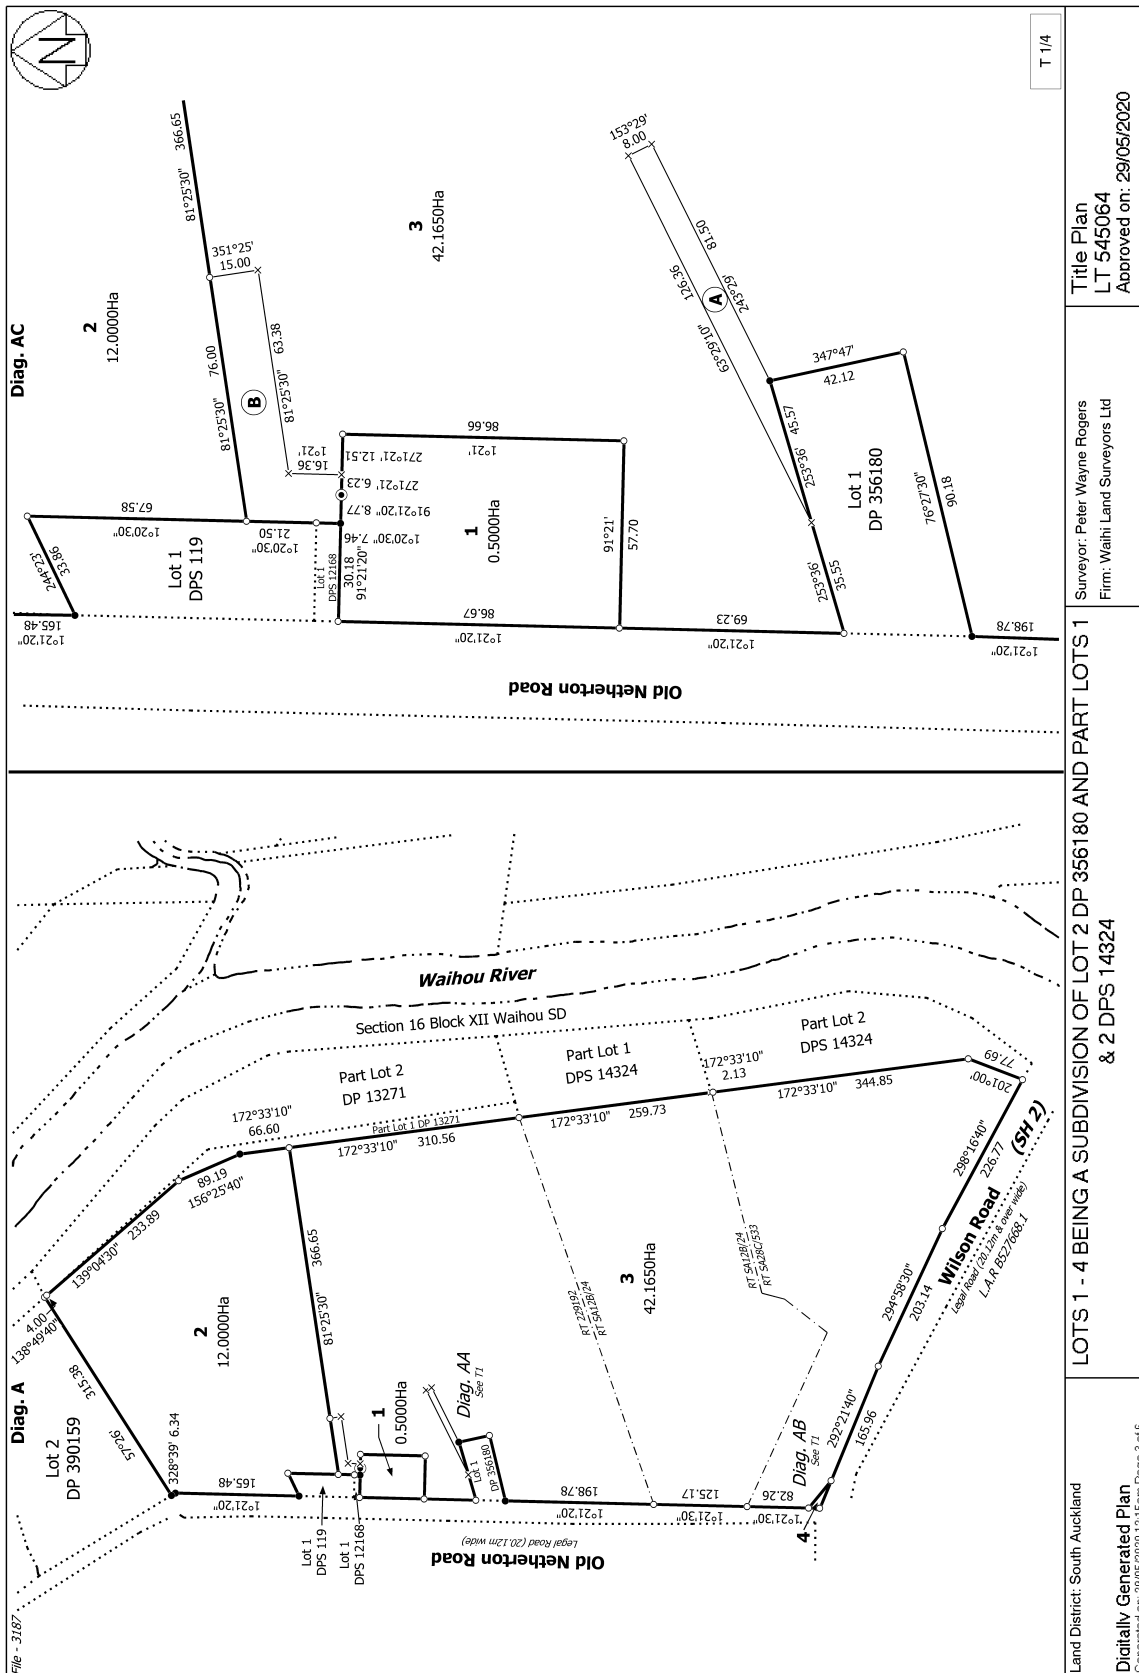 File - 3187
Diag. A
Lot 2
DP 390159
57°26'
315.38
4.00
138°49'40"
139°04'30"
233.89
89.19
156°25'40"
172°33'10"
66.60
Part Lot 2
DP 13271
Part Lot 1 DP 13271
172°33'10"
310.56
Section 16 Block XII Waihou SD
Waihou River
Part Lot 1
DPS 14324
172°33'10"
259.73
172°33'10"
2.13
Part Lot 2
DPS 14324
172°33'10"
344.85
77.69
201°00'
298°16'40"
226.77
(SH 2)
Wilson Road
Legal Road (20.12m & over wide)
L.A.R B527668.1
294°58'30"
203.14
292°21'40"
165.96
2
12.0000Ha
328°39' 6.34
165.48
1°21'20"
81°25'30"
366.65
1
0.5000Ha
Diag. AA
See T1
Lot 1
DP 356180
Lot 1
DPS 119
Lot 1
DPS 12168
3
42.1650Ha
RT 229192
RT SA12B/24
RT SA12B/24
RT SA28C/533
198.78
1°21'20"
125.17
1°21'30"
82.26
1°21'30"
Diag. AB
See T1
4
Legal Road (20.12m wide)
Old Netherton Road
Diag. AC
N
2
12.0000Ha
81°25'30"
366.65
81°25'30"
76.00
351°25'
15.00
B
81°25'30"
63.38
16.36
1°21'
244°23'
33.86
67.58
1°20'30"
165.48
1°21'20"
Lot 1
DPS 119
21.50
1°20'30"
Lot 1
DPS 12168
30.18
91°21'20"
7.46
1°20'30"
8.77
91°21'20"
6.23
271°21'
12.51
271°21'
3
42.1650Ha
1
0.5000Ha
86.66
1°21'
86.67
1°21'20"
91°21'
57.70
69.23
1°21'20"
153°29'
8.00
126.36
63°29'10"
81.50
243°29'
A
253°36'
45.57
253°36'
35.55
347°47'
42.12
Lot 1
DP 356180
76°27'30"
90.18
198.78
1°21'20"
Old Netherton Road
T 1/4
Land District: South Auckland
Digitally Generated Plan
LOTS 1 - 4 BEING A SUBDIVISION OF LOT 2 DP 356180 AND PART LOTS 1
& 2 DPS 14324
Surveyor: Peter Wayne Rogers
Firm: Waihi Land Surveyors Ltd
Title Plan
LT 545064
Approved on: 29/05/2020